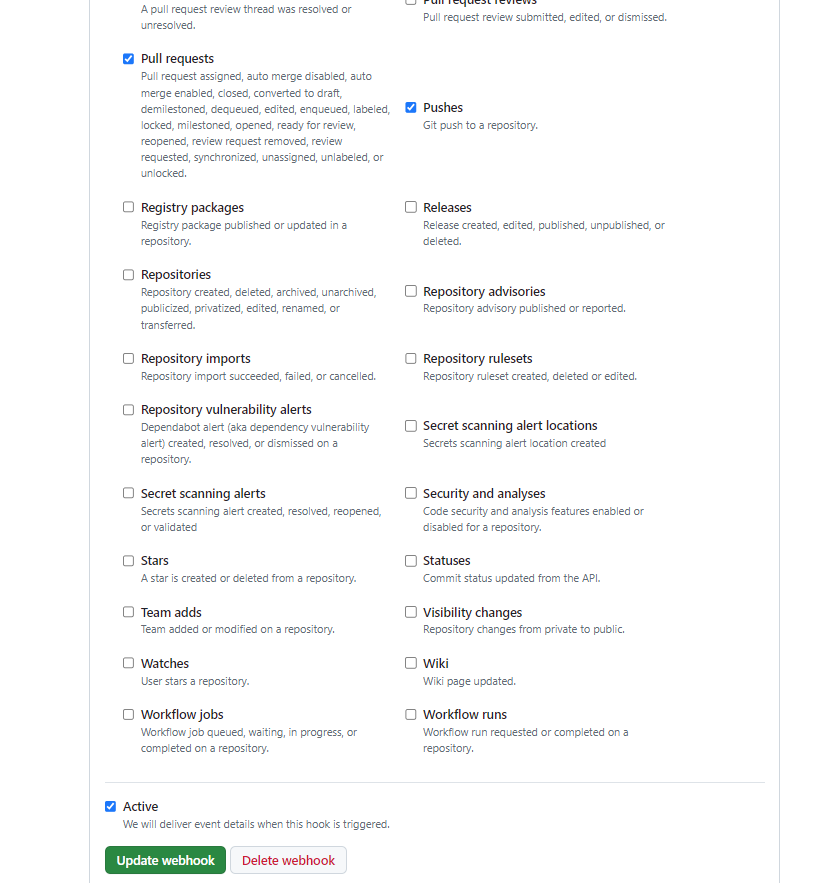 A pull request review thread was resolved or
unresolved.
Pull request reviews
Pull request review submitted, edited, or dismissed.
Pull requests
Pull request assigned, auto merge disabled, auto
merge enabled, closed, converted to draft,
demilestoned, dequeued, edited, enqueued, labeled,
locked, milestoned, opened, ready for review,
reopened, review request removed, review
requested, synchronized, unassigned, unlabeled, or
unlocked.
Pushes
Git push to a repository.
Registry packages
Registry package published or updated in a
repository.
Releases
Release created, edited, published, unpublished, or
deleted.
Repositories
Repository created, deleted, archived, unarchived,
publicized, privatized, edited, renamed, or
transferred.
Repository advisories
Repository advisory published or reported.
Repository imports
Repository import succeeded, failed, or cancelled.
Repository rulesets
Repository ruleset created, deleted or edited.
Repository vulnerability alerts
Dependabot alert (aka dependency vulnerability
alert) created, resolved, or dismissed on a
repository.
Secret scanning alert locations
Secrets scanning alert location created
Secret scanning alerts
Secrets scanning alert created, resolved, reopened,
or validated
Security and analyses
Code security and analysis features enabled or
disabled for a repository.
Stars
A star is created or deleted from a repository.
Statuses
Commit status updated from the API.
Team adds
Team added or modified on a repository.
Visibility changes
Repository changes from private to public.
Watches
User stars a repository.
Wiki
Wiki page updated.
Workflow jobs
Workflow job queued, waiting, in progress, or
completed on a repository.
Workflow runs
Workflow run requested or completed on a
repository.
Active
We will deliver event details when this hook is triggered.
Update webhook
Delete webhook